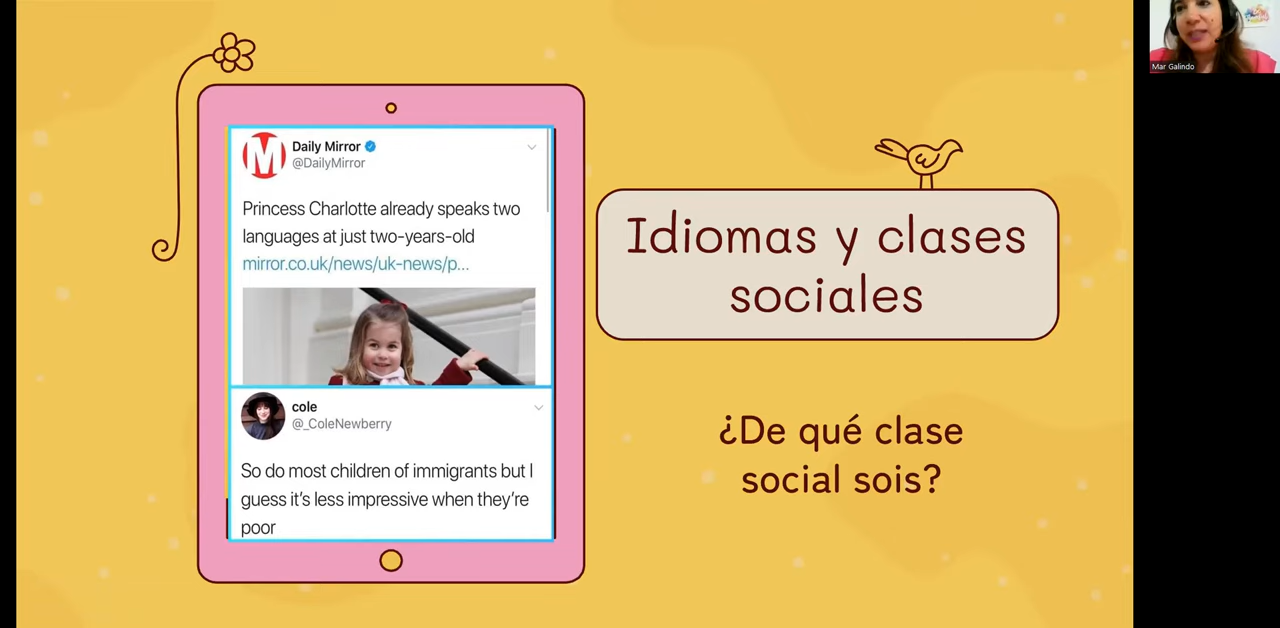 Daily Mirror
@DailyMirror
Princess Charlotte already speaks two
languages at just two-years-old
mirror.co.uk/news/uk-news/p...
cole
@_ColeNewberry
So do most children of immigrants but I
guess it's less impressive when they're
poor
Idiomas y clases
sociales
¿De qué clase
social sois?
Mar Galindo